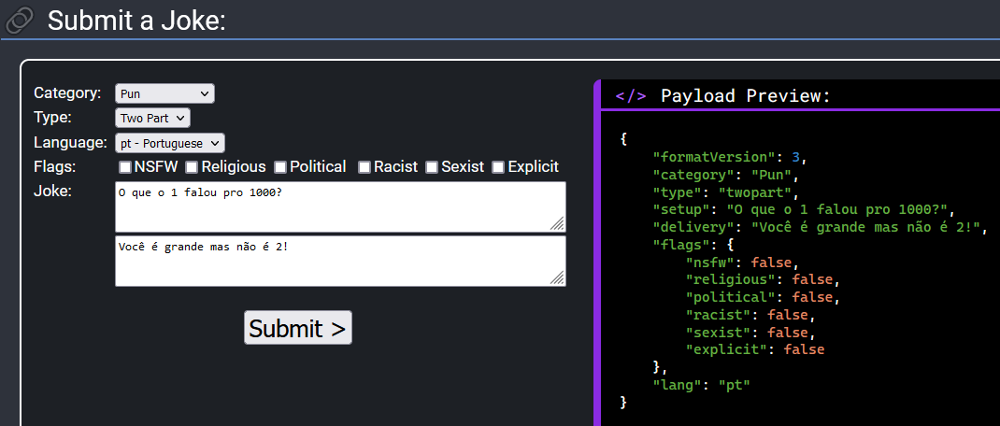 Submit a Joke:
Category: Pun
Type: Two Part
Language: pt - Portuguese
Flags: NSFW Religious Political Racist Sexist Explicit
Joke: O que o 1 falou pro 1000?
Você é grande mas não é 2!
Submit >
</> Payload Preview:
{
"formatVersion": 3,
"category": "Pun",
"type": "twopart",
"setup": "O que o 1 falou pro 1000?",
"delivery": "Você é grande mas não é 2!",
"flags": {
"nsfw": false,
"religious": false,
"political": false,
"racist": false,
"sexist": false,
"explicit": false
},
"lang": "pt"
}